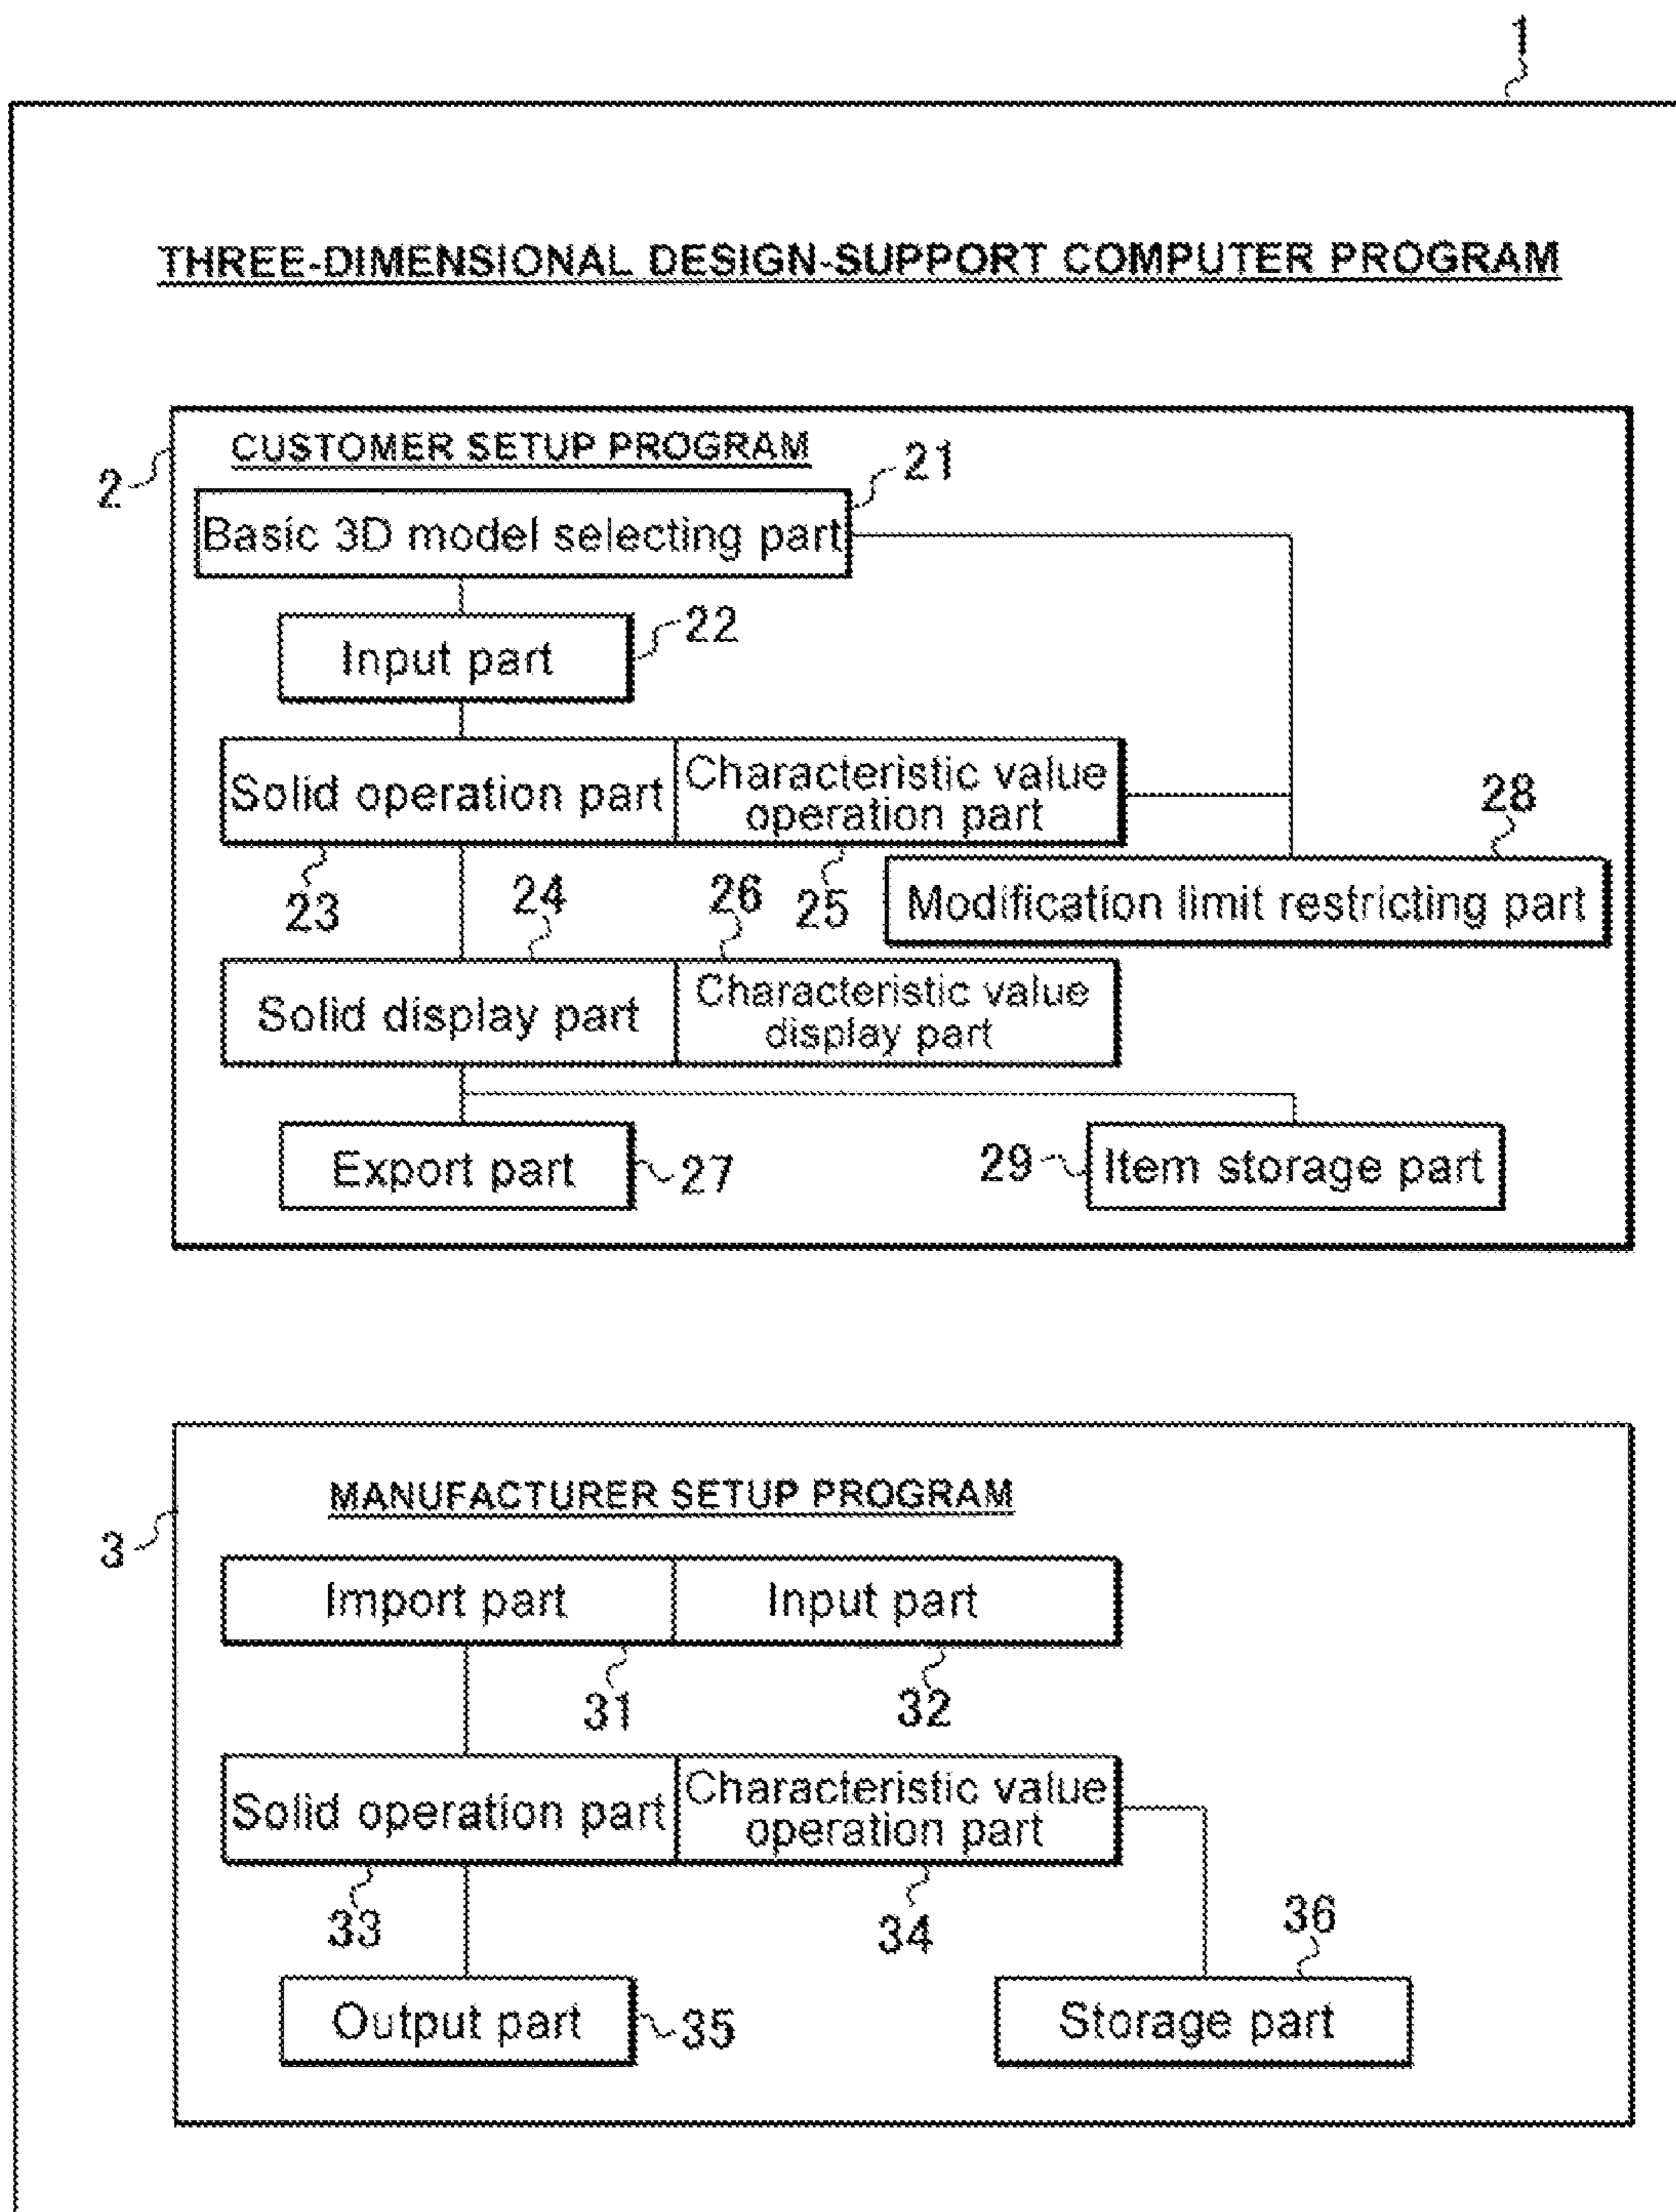 1
THREE-DIMENSIONAL DESIGN-SUPPORT COMPUTER PROGRAM
2
CUSTOMER SETUP PROGRAM
21
Basic 3D model selecting part
22
Input part
Solid operation part
Characteristic value
operation part
28
23
24
26
25
Modification limit restricting part
Solid display part
Characteristic value
display part
Export part
27
29
Item storage part
3
MANUFACTURER SETUP PROGRAM
Import part
Input part
31
32
Solid operation part
Characteristic value
operation part
33
34
36
Output part
35
Storage part